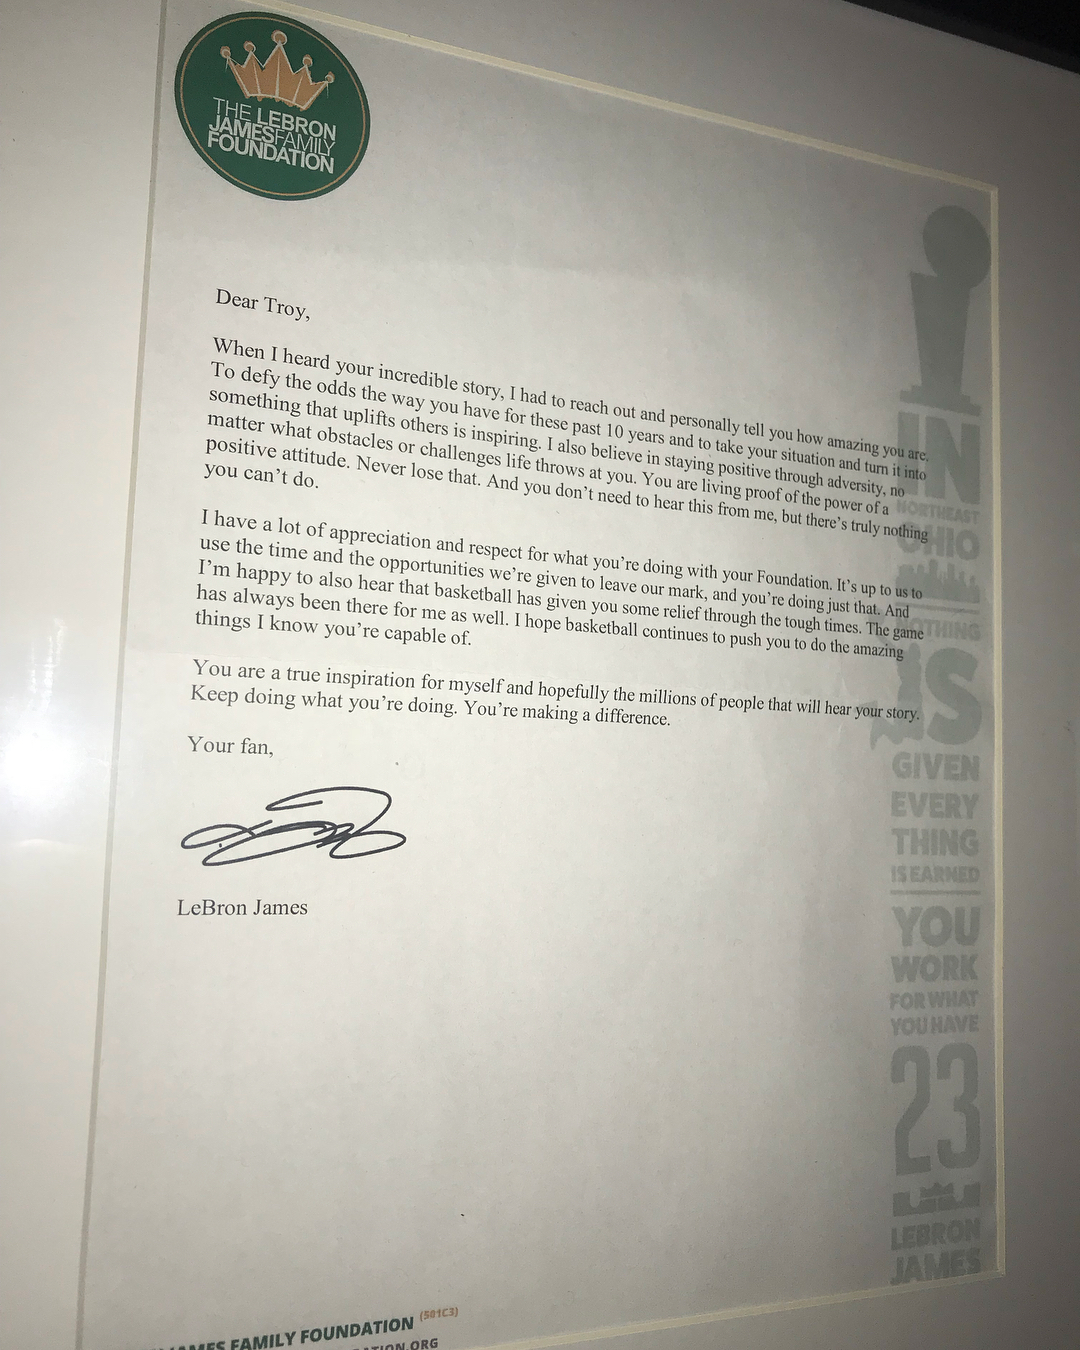 THE LEBRON
JAMESFAMILY
FOUNDATION
Dear Troy,
When I heard your incredible story, I had to reach out and personally tell you how amazing you are.
To defy the odds the way you have for these past 10 years and to take your situation and turn it into
something that uplifts others is inspiring. I also believe in staying positive through adversity, no
matter what obstacles or challenges life throws at you. You are living proof of the power of a
positive attitude. Never lose that. And you don't need to hear this from me, but there's truly nothing
you can't do.
I have a lot of appreciation and respect for what you're doing with your Foundation. It's up to us to
use the time and the opportunities we're given to leave our mark, and you're doing just that. And
I'm happy to also hear that basketball has given you some relief through the tough times. The game
has always been there for me as well. I hope basketball continues to push you to do the amazing
things I know you're capable of.
You are a true inspiration for myself and hopefully the millions of people that will hear your story.
Keep doing what you're doing. You're making a difference.
Your fan,
LeBron James
IN
NORTHEAST
OHIO
NOTHING
IS
GIVEN
EVERY
THING
IS EARNED
YOU
WORK
FOR WHAT
YOU HAVE
23
LEBRON
JAMES
JAMES FAMILY FOUNDATION (501C3)
.ORG